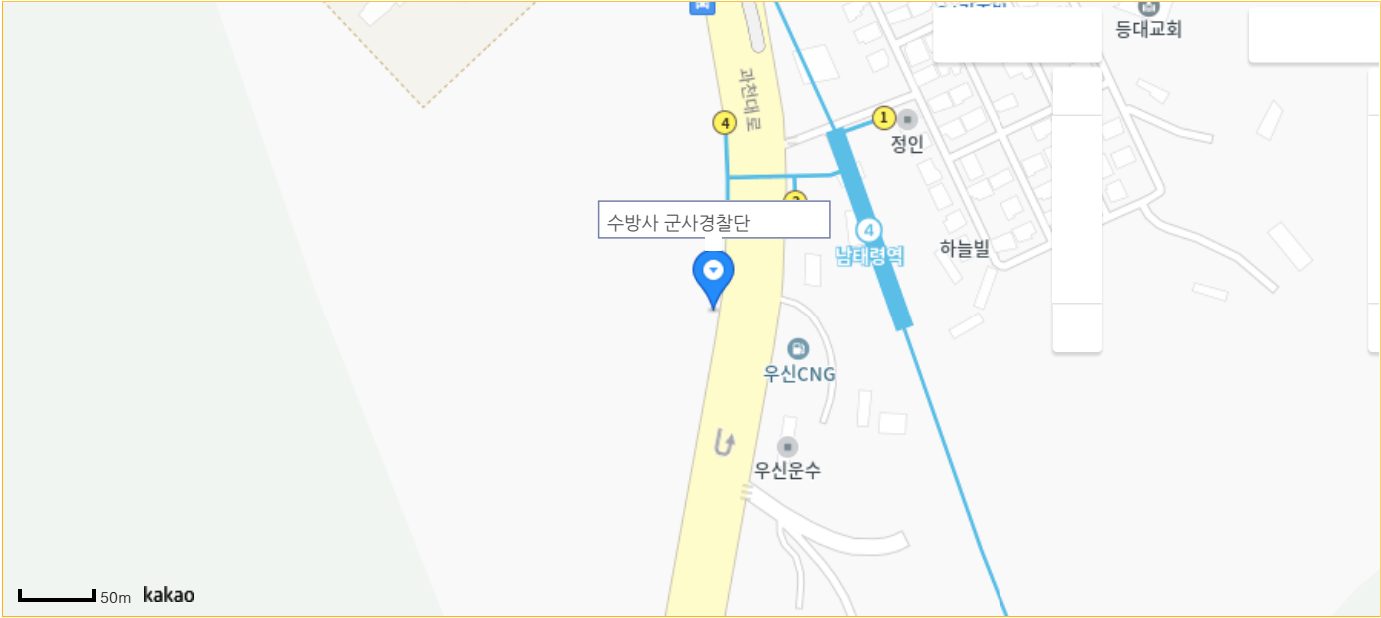 등대교회
과천대로
4
1
정인
수방사 군사경찰단
4
남태령역
하늘빌
우신CNG
우신운수
50m kakao